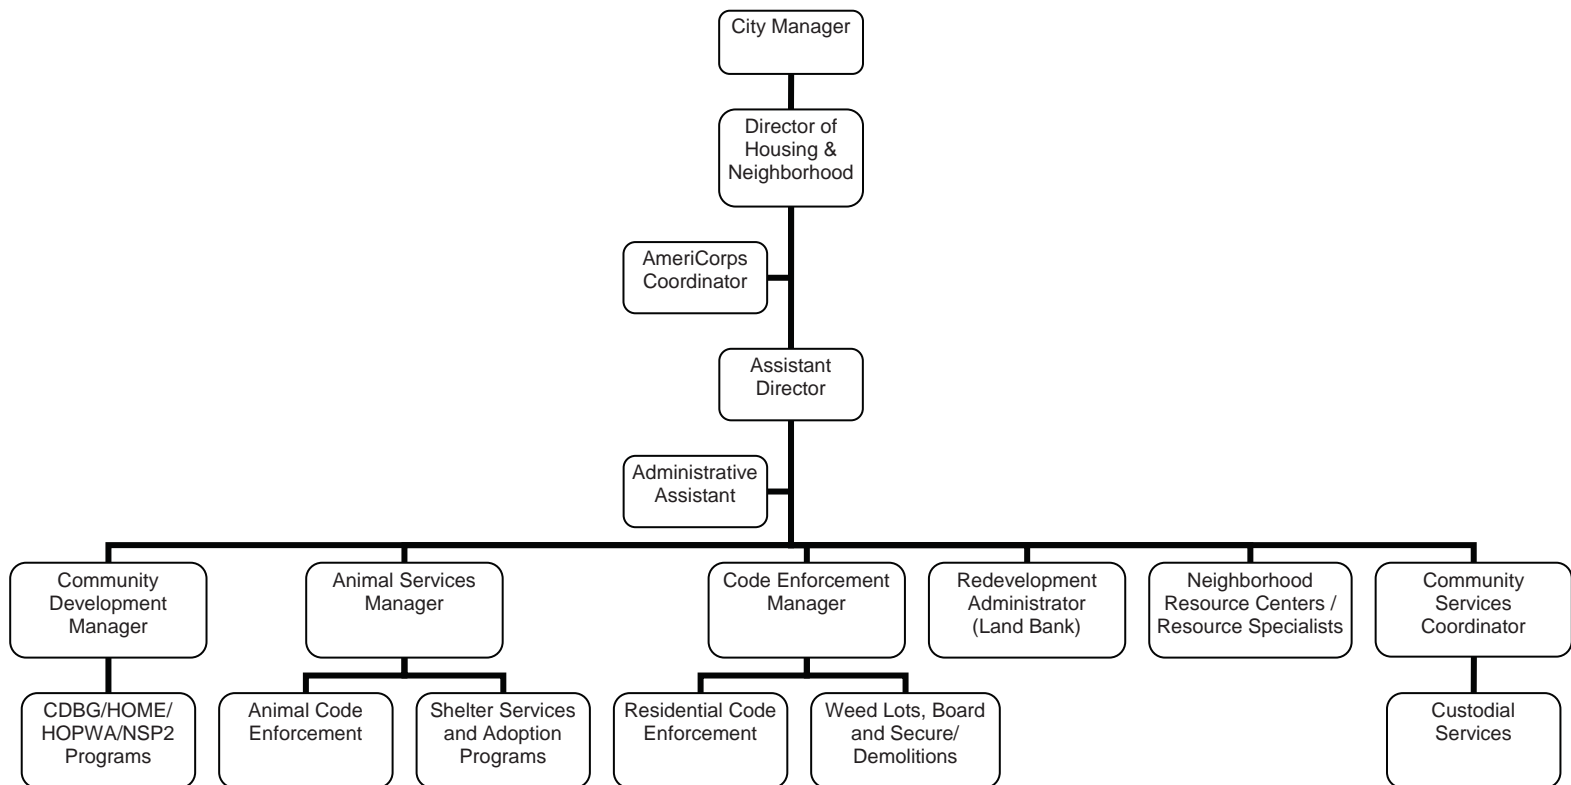 City Manager
Director of
Housing &
Neighborhood
AmeriCorps
Coordinator
Assistant
Director
Administrative
Assistant
Community
Development
Manager
Animal Services
Manager
Code Enforcement
Manager
Redevelopment
Administrator
(Land Bank)
Neighborhood
Resource Centers /
Resource Specialists
Community
Services
Coordinator
CDBG/HOME/
HOPWA/NSP2
Programs
Animal Code
Enforcement
Shelter Services
and Adoption
Programs
Residential Code
Enforcement
Weed Lots, Board
and Secure/
Demolitions
Custodial
Services